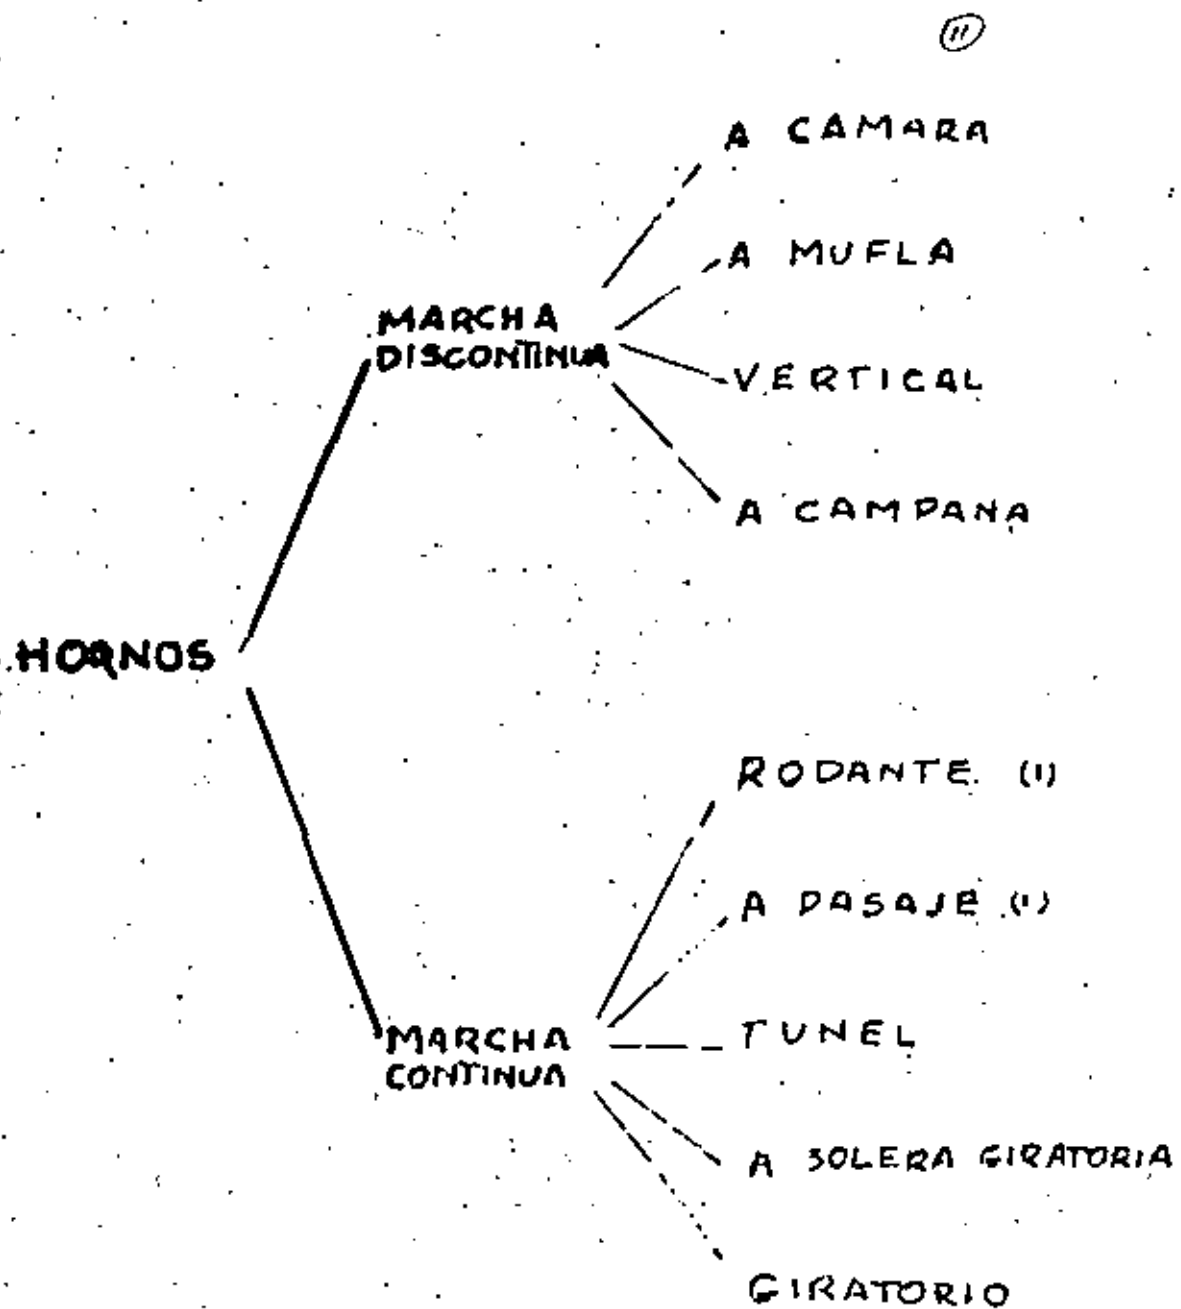 11
A CAMARA
A MUFLA
MARCHA
DISCONTINUA
VERTICAL
A CAMPANA
HORNOS
RODANTE. (1)
A PASAJE (1)
MARCHA
CONTINUA
TUNEL
A SOLERA GIRATORIA
GIRATORIO